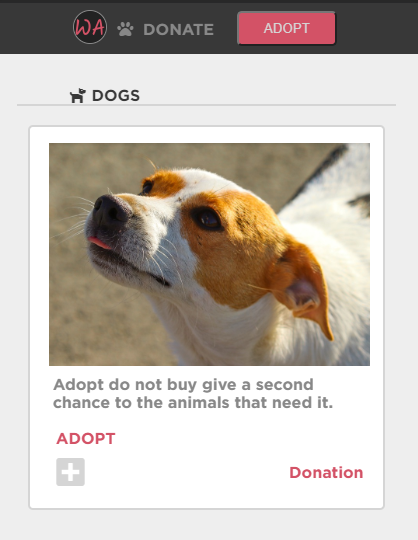 WA DONATE ADOPT
DOGS
Adopt do not buy give a second
chance to the animals that need it.
ADOPT
Donation